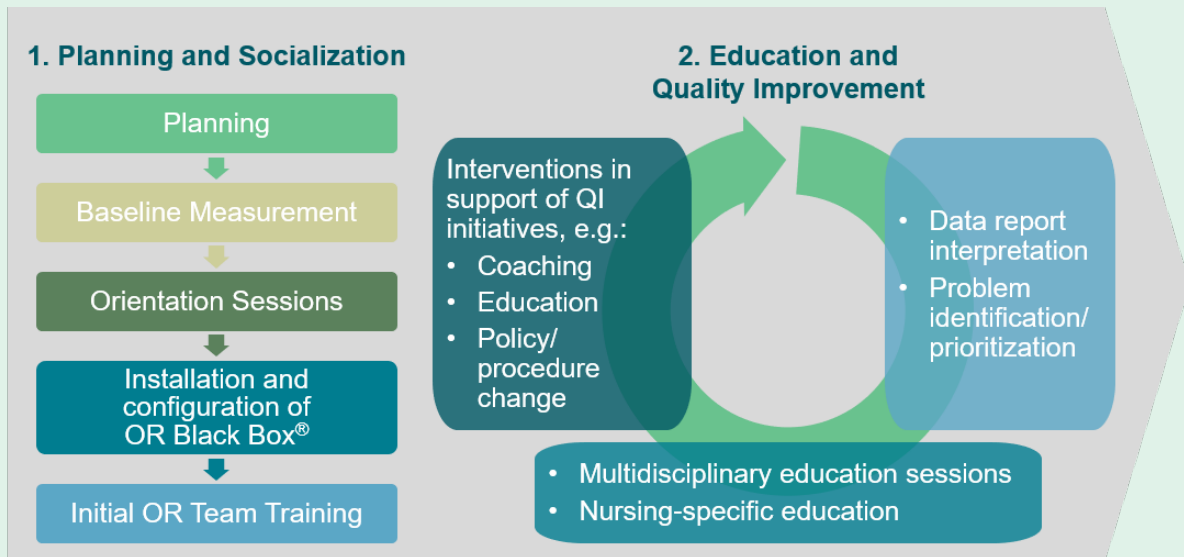 1. Planning and Socialization
Planning
Baseline Measurement
Orientation Sessions
Installation and
configuration of
OR Black Box®
Initial OR Team Training
2. Education and
Quality Improvement
Interventions in
support of QI
initiatives, e.g.:
• Coaching
• Education
• Policy/
procedure
change
• Data report
interpretation
• Problem
identification/
prioritization
• Multidisciplinary education sessions
• Nursing-specific education